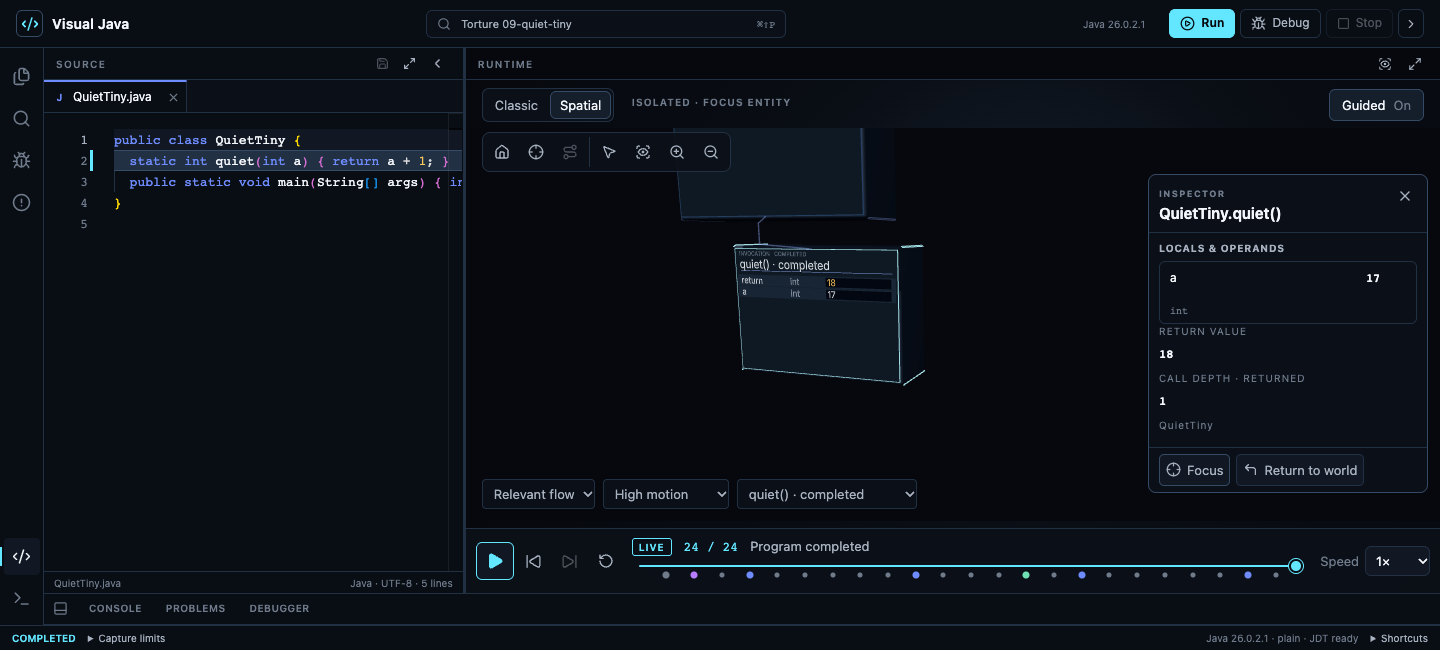 Visual Java
Torture 09-quiet-tiny
⌘⇧P
Java 26.0.2.1
Run
Debug
Stop
SOURCE
QuietTiny.java
1 public class QuietTiny {
2 static int quiet(int a) { return a + 1; }
3 public static void main(String[] args) { in
4 }
5
QuietTiny.java
Java · UTF-8 · 5 lines
RUNTIME
Classic
Spatial
ISOLATED · FOCUS ENTITY
Guided On
INVOCATION COMPLETED
quiet() · completed
return int 18
a int 17
INSPECTOR
QuietTiny.quiet()
LOCALS & OPERANDS
a 17
int
RETURN VALUE
18
CALL DEPTH · RETURNED
1
QuietTiny
Focus
Return to world
Relevant flow
High motion
quiet() · completed
LIVE 24 / 24 Program completed
Speed 1×
CONSOLE
PROBLEMS
DEBUGGER
COMPLETED
Capture limits
Java 26.0.2.1 · plain · JDT ready
Shortcuts